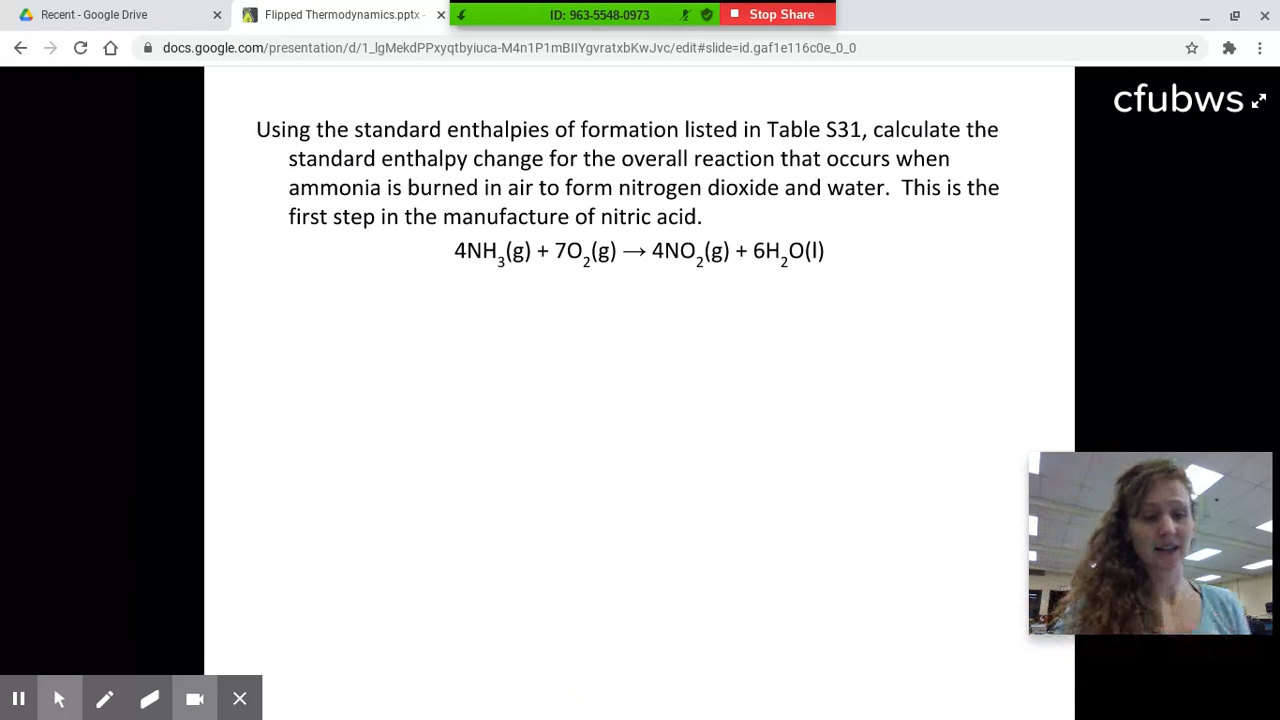 Recent - Google Drive
Flipped Thermodynamics.pptx -
ID: 963-5548-0973
Stop Share
docs.google.com/presentation/d/1_lgMekdPPxyqtbyiuca-M4n1P1mBIIYgvratxbKwJvc/edit#slide=id.gaf1e116c0e_0_0
cfubws
Using the standard enthalpies of formation listed in Table S31, calculate the
standard enthalpy change for the overall reaction that occurs when
ammonia is burned in air to form nitrogen dioxide and water.  This is the
first step in the manufacture of nitric acid.
4NH₃(g) + 7O₂(g) → 4NO₂(g) + 6H₂O(l)